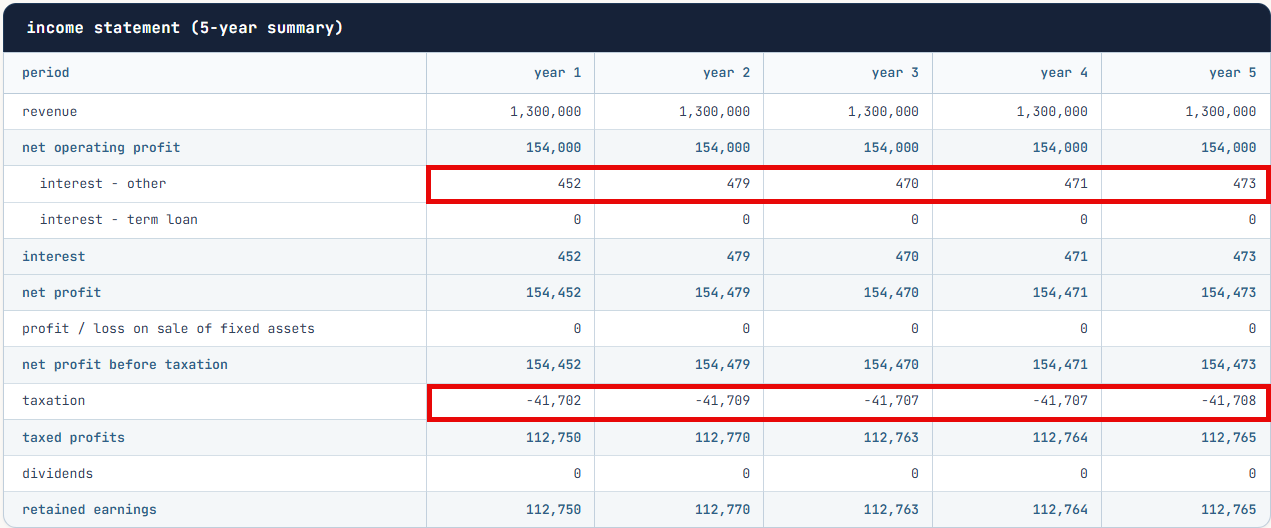 income statement (5-year summary)
period year 1 year 2 year 3 year 4 year 5
revenue 1,300,000 1,300,000 1,300,000 1,300,000 1,300,000
net operating profit 154,000 154,000 154,000 154,000 154,000
interest - other 452 479 470 471 473
interest - term loan 0 0 0 0 0
interest 452 479 470 471 473
net profit 154,452 154,479 154,470 154,471 154,473
profit / loss on sale of fixed assets 0 0 0 0 0
net profit before taxation 154,452 154,479 154,470 154,471 154,473
taxation -41,702 -41,709 -41,707 -41,707 -41,708
taxed profits 112,750 112,770 112,763 112,764 112,765
dividends 0 0 0 0 0
retained earnings 112,750 112,770 112,763 112,764 112,765